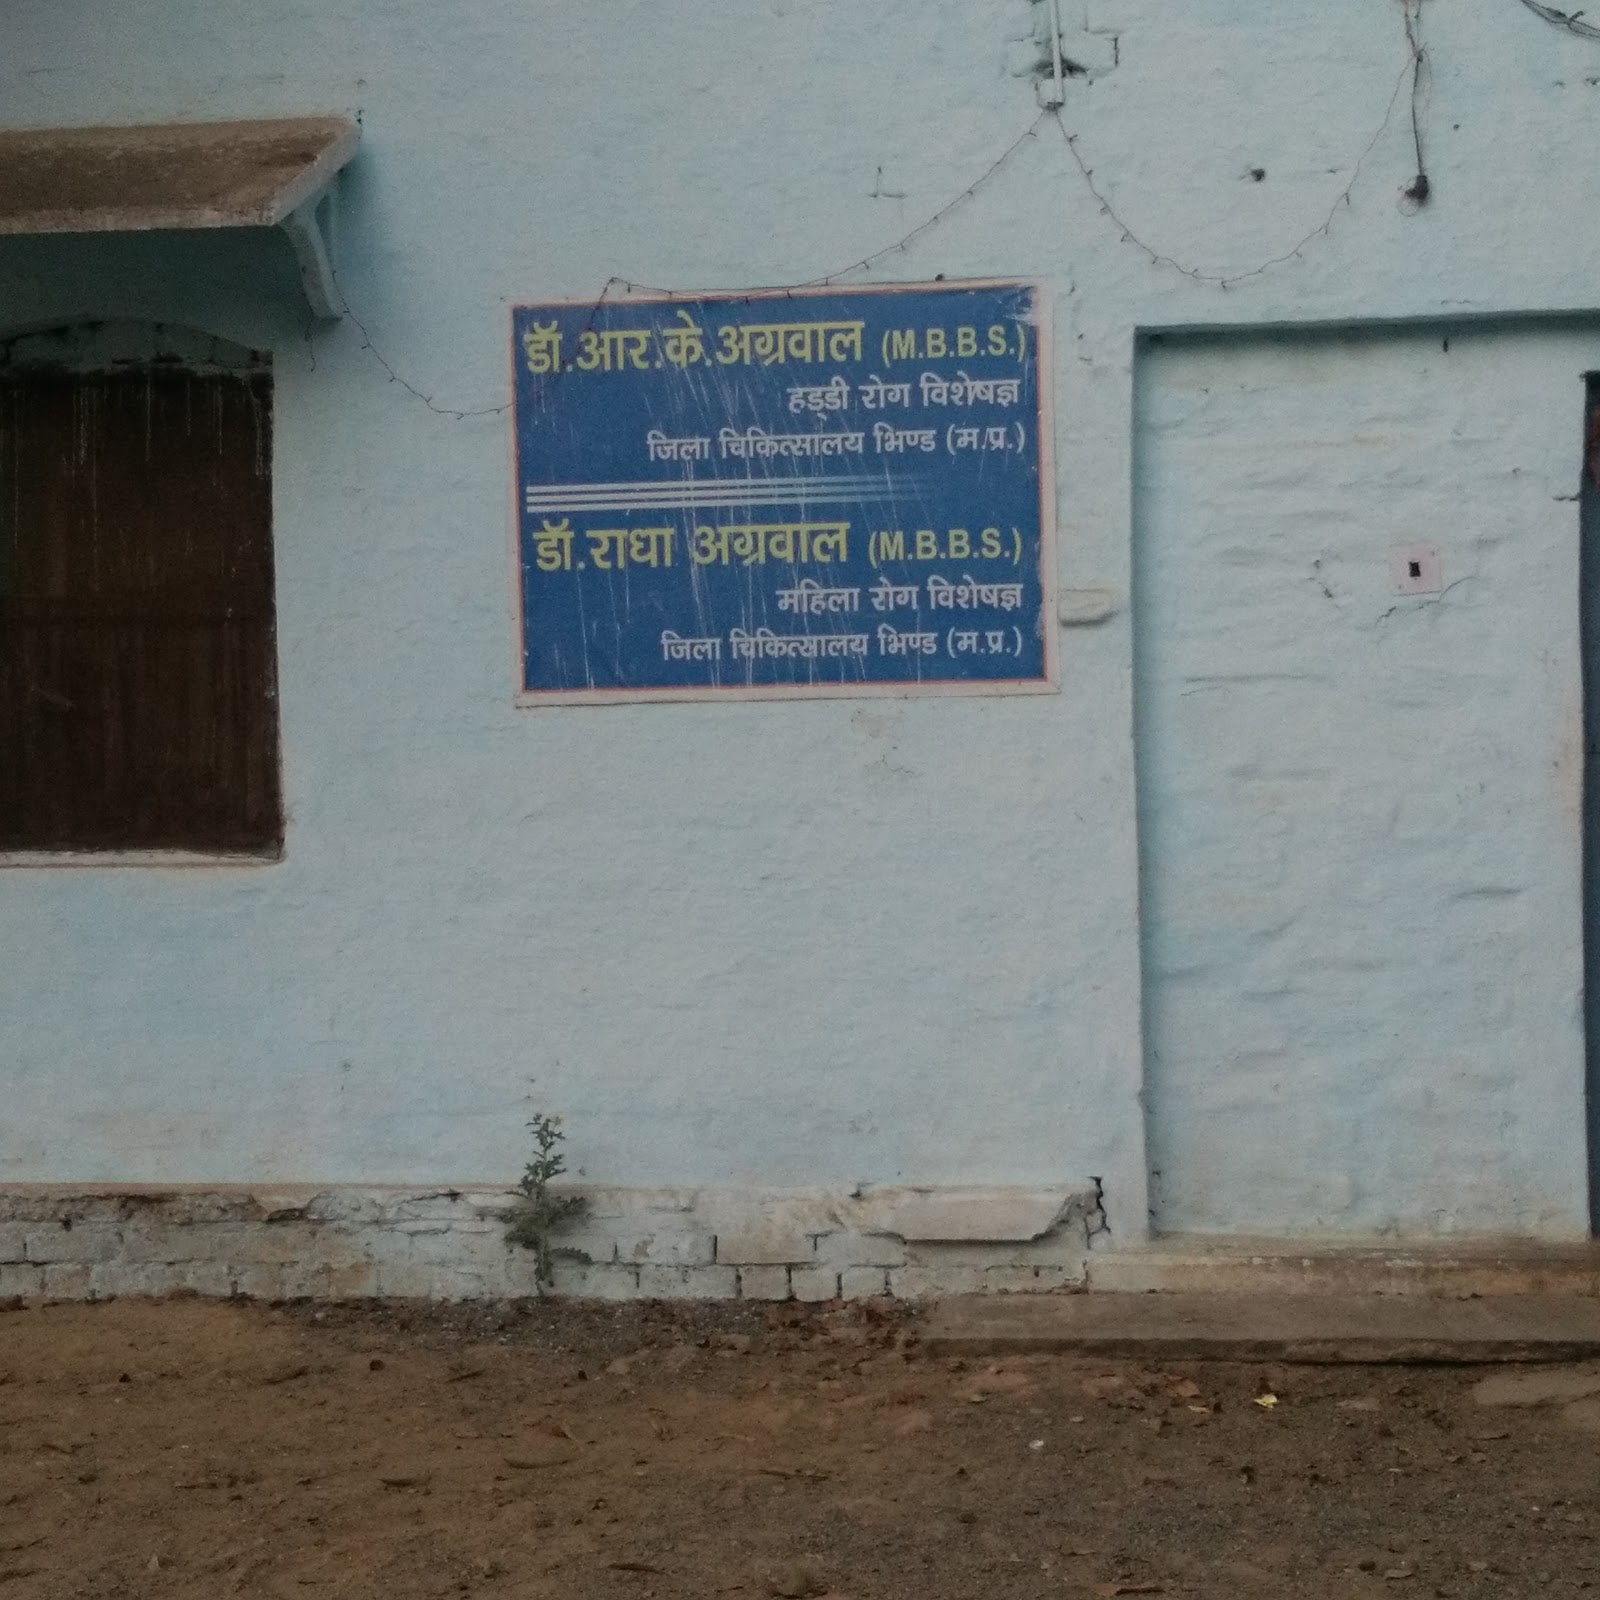 डॉ.आर.के.अग्रवाल (M.B.B.S.)
हड्डी रोग विशेषज्ञ
जिला चिकित्सालय भिण्ड (म.प्र.)
डॉ.राधा अग्रवाल (M.B.B.S.)
महिला रोग विशेषज्ञ
जिला चिकित्सालय भिण्ड (म.प्र.)